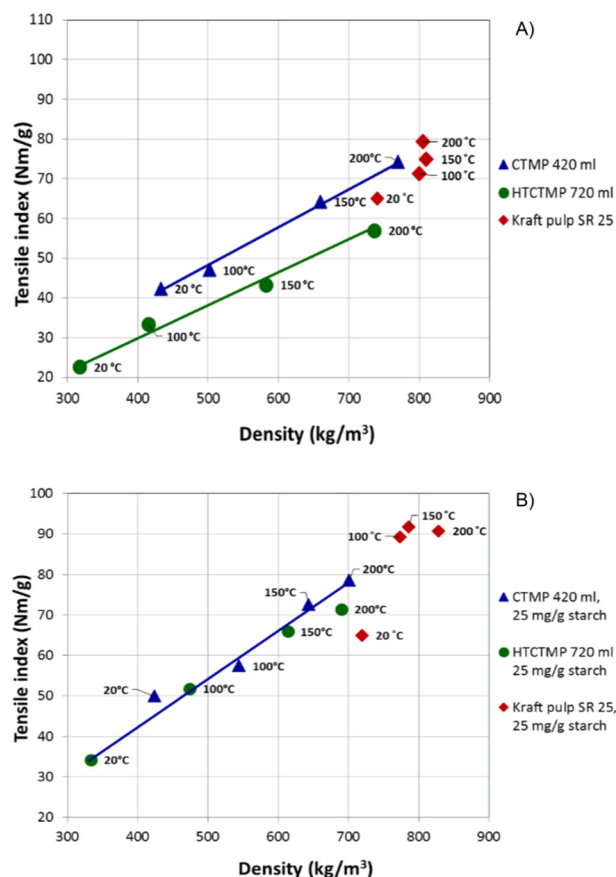 A)
Tensile index (Nm/g)
110
100
90
80
70
60
50
40
30
20
200°C
150°C
100°C
20°C
200°C
150°C
100°C
20°C
200°C
150°C
100°C
20°C
300 400 500 600 700 800 900
Density (kg/m³)
CTMP 420 ml
HTCTMP 720 ml
Kraft pulp SR 25
B)
Tensile index (Nm/g)
100
90
80
70
60
50
40
30
20
150°C
100°C
200°C
200°C
150°C
200°C
150°C
20°C
100°C
20°C
100°C
20°C
300 400 500 600 700 800 900
Density (kg/m³)
CTMP 420 ml,
25 mg/g starch
HTCTMP 720 ml
25 mg/g starch
Kraft pulp SR 25,
25 mg/g starch